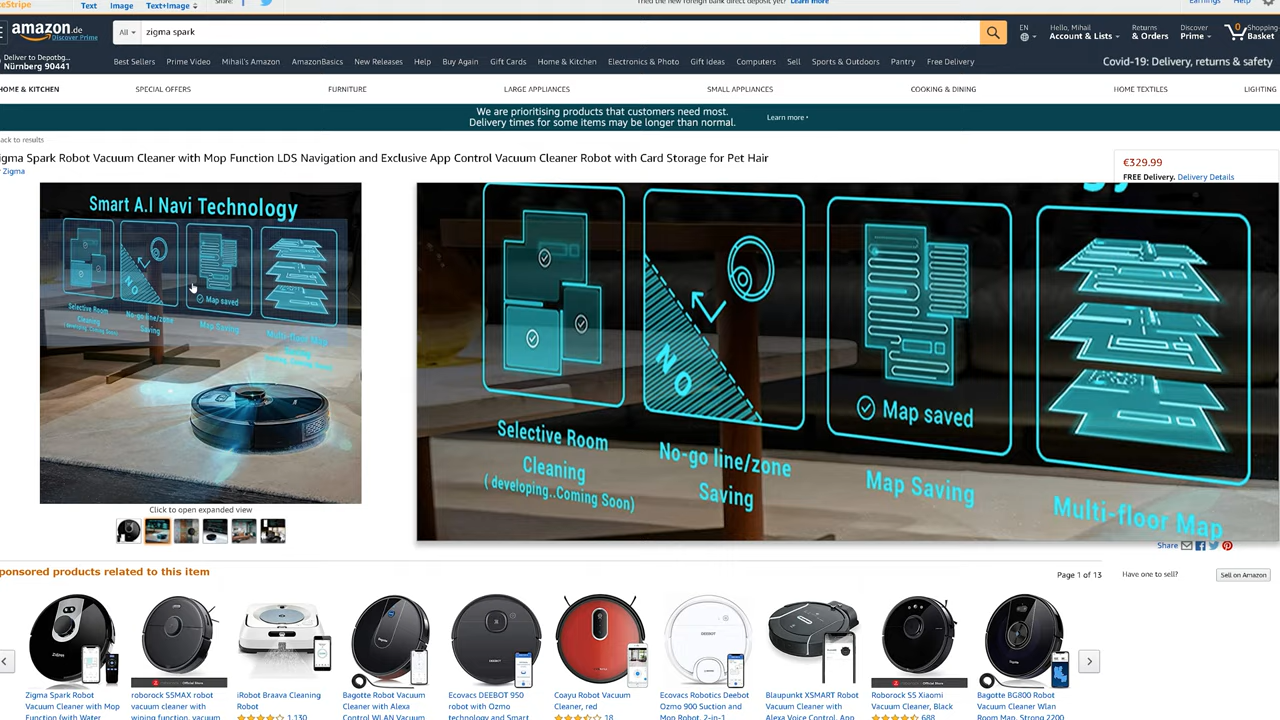 Text Image Text+Image Share:
Tried the new foreign bank direct deposit yet? Learn more
Earnings Help
amazon.de
Discover Prime
All
zigma spark
EN
Hello, Mihail
Account & Lists
Returns
& Orders
Discover
Prime
0
Shopping-
Basket
Deliver to Depotbg...
Nürnberg 90441
Best Sellers Prime Video Mihail's Amazon AmazonBasics New Releases Help Buy Again Gift Cards Home & Kitchen Electronics & Photo Gift Ideas Computers Sell Sports & Outdoors Pantry Free Delivery
Covid-19: Delivery, returns & safety
HOME & KITCHEN SPECIAL OFFERS FURNITURE LARGE APPLIANCES SMALL APPLIANCES COOKING & DINING HOME TEXTILES LIGHTING
We are prioritising products that customers need most.
Delivery times for some items may be longer than normal.
Learn more
ack to results
igma Spark Robot Vacuum Cleaner with Mop Function LDS Navigation and Exclusive App Control Vacuum Cleaner Robot with Card Storage for Pet Hair
Zigma
€329.99
FREE Delivery. Delivery Details
Smart A.I Navi Technology
NO
Map saved
Selective Room
Cleaning
( developing..Coming Soon)
No-go line/zone
Saving
Map Saving
Multi-floor Map
NO
Map saved
Selective Room
Cleaning
( developing..Coming Soon)
No-go line/zone
Saving
Map Saving
Multi-floor Map
Click to open expanded view
Share
ponsored products related to this item
Page 1 of 13
Have one to sell?
Sell on Amazon
Zigma Spark Robot
Vacuum Cleaner with Mop
Function (with Water
roborock S5MAX robot
vacuum cleaner with
wiping function, vacuum
iRobot Braava Cleaning
Robot
1,130
Bagotte Robot Vacuum
Cleaner with Alexa
Control WLAN Vacuum
Ecovacs DEEBOT 950
robot with Ozmo
technology and Smart
Coayu Robot Vacuum
Cleaner, red
18
Ecovacs Robotics Deebot
Ozmo 900 Suction and
Mop Robot, 2-in-1
Blaupunkt XSMART Robot
Vacuum Cleaner with
Alexa Voice Control, App
Roborock S5 Xiaomi
Vacuum Cleaner, Black
688
Bagotte BG800 Robot
Vacuum Cleaner Wlan
Room Map, Strong 2200